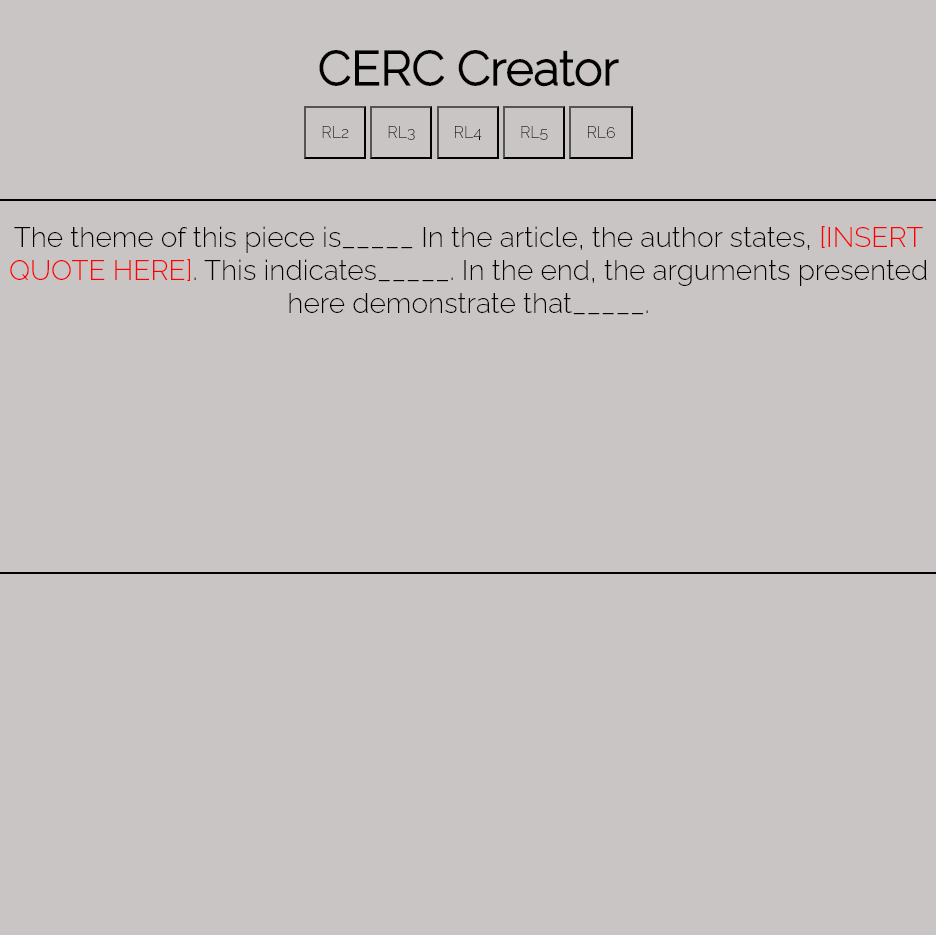 CERC Creator
RL2 RL3 RL4 RL5 RL6
The theme of this piece is_____ In the article, the author states, [INSERT
QUOTE HERE]. This indicates_____. In the end, the arguments presented
here demonstrate that_____.